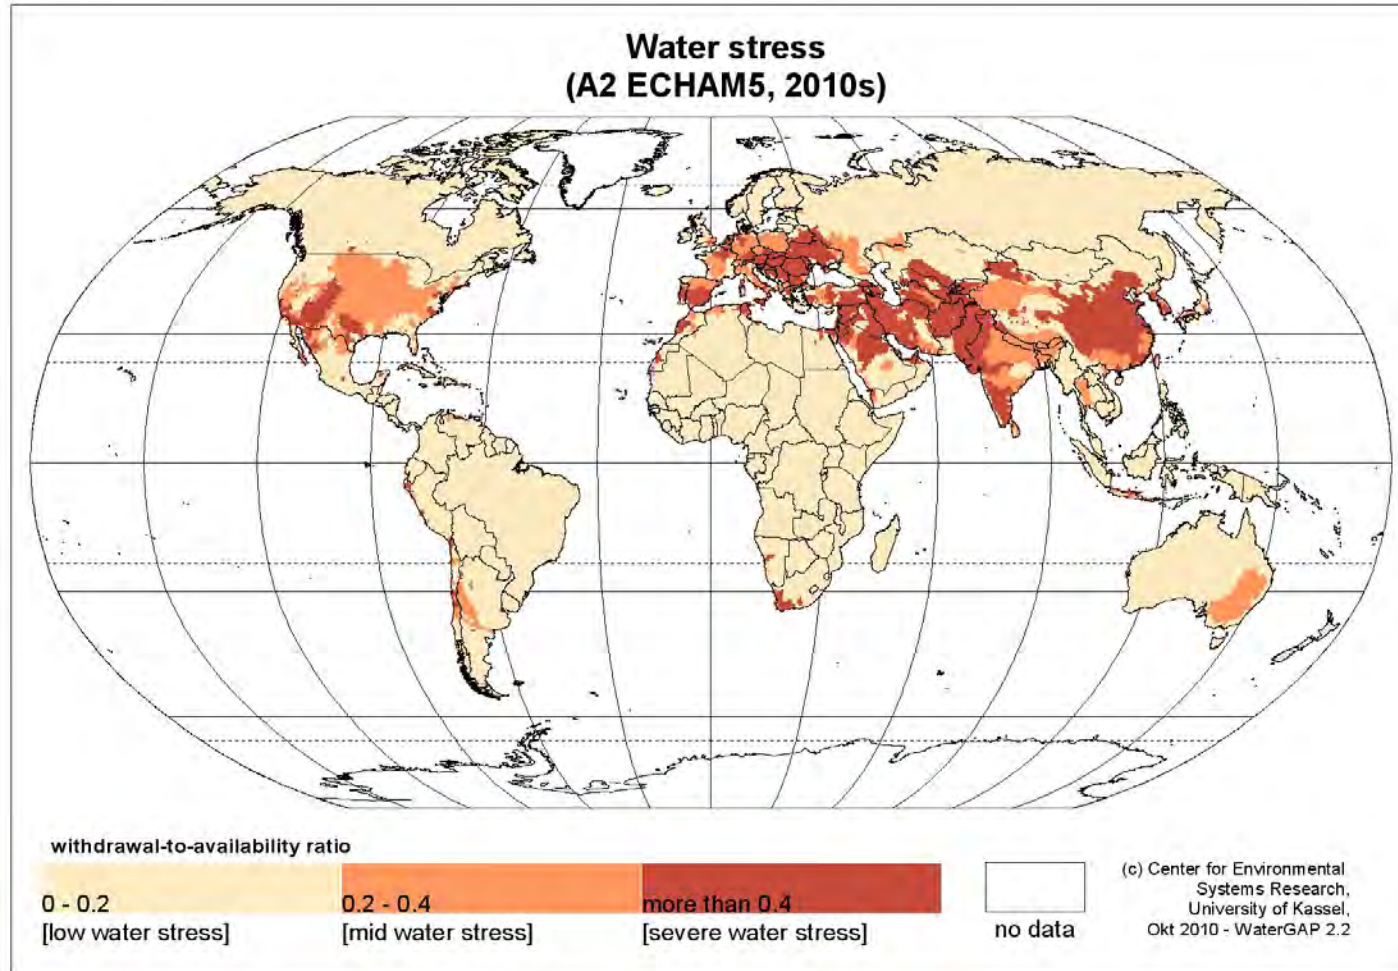 Water stress
(A2 ECHAM5, 2010s)
withdrawal-to-availability ratio
0 - 0.2
0.2 - 0.4
more than 0.4
[low water stress]
[mid water stress]
[severe water stress]
no data
(c) Center for Environmental
Systems Research,
University of Kassel,
Okt 2010 - WaterGAP 2.2